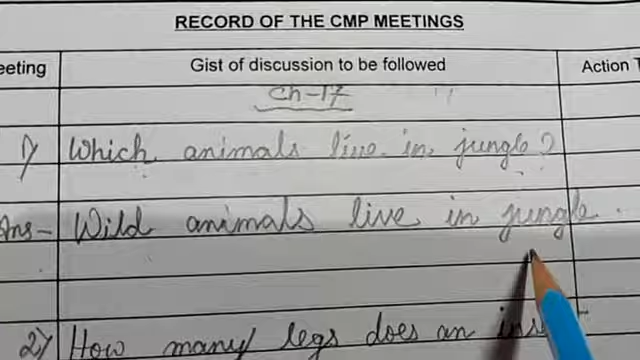 RECORD OF THE CMP MEETINGS
eeting Gist of discussion to be followed Action T
Ch-17
1) Which animals live in jungle?
Ans- Wild animals live in jungle.
2) How many legs does an ins